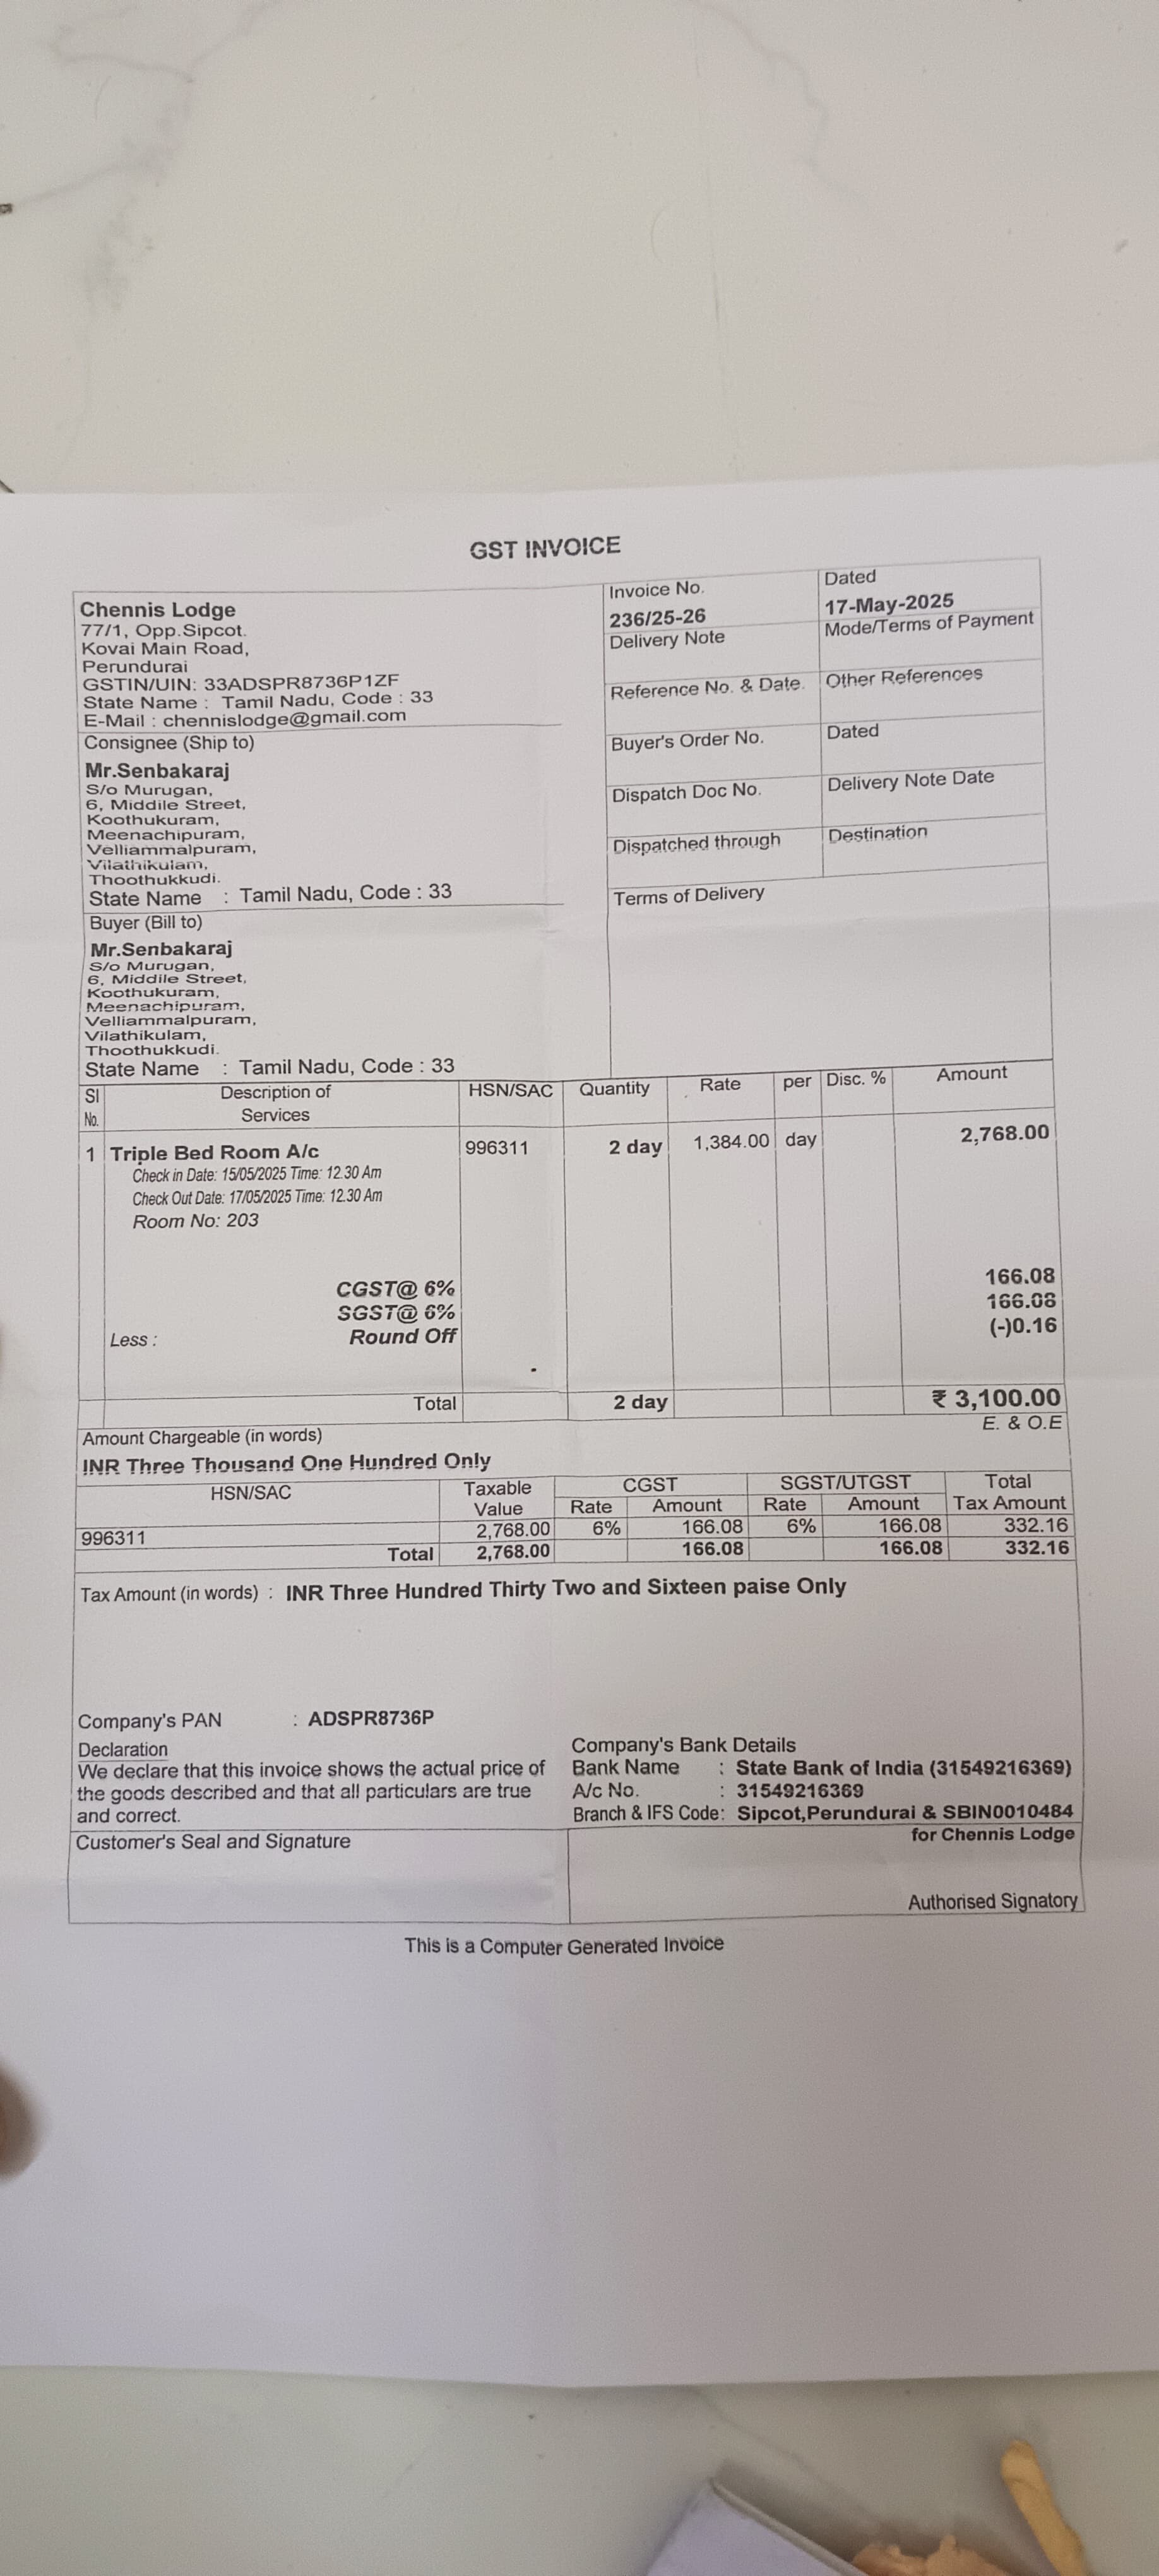 GST INVOICE
Chennis Lodge
77/1, Opp.Sipcot.
Kovai Main Road,
Perundurai
GSTIN/UIN: 33ADSPR8736P1ZF
State Name : Tamil Nadu, Code : 33
E-Mail : chennislodge@gmail.com
Invoice No.
236/25-26
Dated
17-May-2025
Delivery Note
Mode/Terms of Payment
Reference No. & Date.
Other References
Buyer's Order No.
Dated
Dispatch Doc No.
Delivery Note Date
Dispatched through
Destination
Terms of Delivery
Consignee (Ship to)
Mr.Senbakaraj
S/o Murugan,
6, Middile Street,
Koothukuram,
Meenachipuram,
Velliammalpuram,
Vilathikulam,
Thoothukkudi.
State Name : Tamil Nadu, Code : 33
Buyer (Bill to)
Mr.Senbakaraj
S/o Murugan,
6, Middile Street,
Koothukuram,
Meenachipuram,
Velliammalpuram,
Vilathikulam,
Thoothukkudi.
State Name : Tamil Nadu, Code : 33
Sl No. Description of Services HSN/SAC Quantity Rate per Disc. % Amount
1 Triple Bed Room A/c 996311 2 day 1,384.00 day 2,768.00
Check in Date: 15/05/2025 Time: 12.30 Am
Check Out Date: 17/05/2025 Time: 12.30 Am
Room No: 203
CGST@ 6% 166.08
SGST@ 6% 166.08
Less : Round Off (-)0.16
Total 2 day ₹ 3,100.00
Amount Chargeable (in words) E. & O.E
INR Three Thousand One Hundred Only
HSN/SAC Taxable Value CGST SGST/UTGST Total Tax Amount
Rate Amount Rate Amount
996311 2,768.00 6% 166.08 6% 166.08 332.16
Total 2,768.00 166.08 166.08 332.16
Tax Amount (in words) : INR Three Hundred Thirty Two and Sixteen paise Only
Company's PAN : ADSPR8736P
Declaration
We declare that this invoice shows the actual price of
the goods described and that all particulars are true
and correct.
Company's Bank Details
Bank Name : State Bank of India (31549216369)
A/c No. : 31549216369
Branch & IFS Code: Sipcot,Perundurai & SBIN0010484
Customer's Seal and Signature
for Chennis Lodge
Authorised Signatory
This is a Computer Generated Invoice